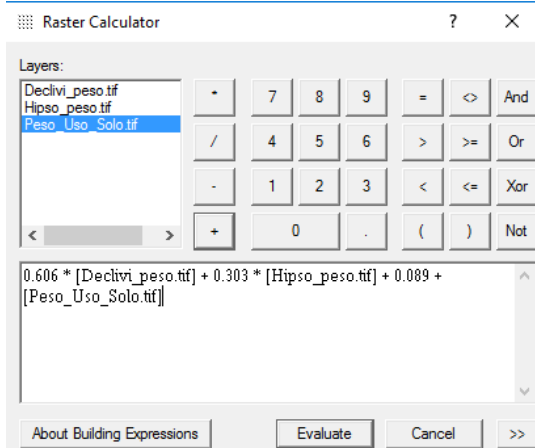 Raster Calculator ? ×
Layers:
Declivi_peso.tif
Hipso_peso.tif
Peso_Uso_Solo.tif
* 7 8 9 = <> And
/ 4 5 6 > >= Or
- 1 2 3 < <= Xor
+ 0 . ( ) Not
0.606 * [Declivi_peso.tif] + 0.303 * [Hipso_peso.tif] + 0.089 +
[Peso_Uso_Solo.tif]
About Building Expressions Evaluate Cancel >>